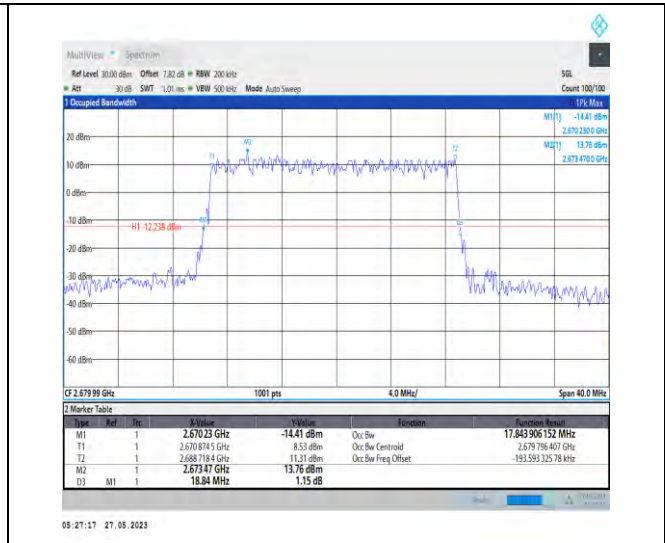 MultiView Spectrum
Ref Level 30.00 dBm Offset 7.82 dB RBW 200 kHz SGL
Att 30 dB SWT 1.01 ms VBW 500 kHz Mode Auto Sweep Count 100/100
1 Occupied Bandwidth 1Pk Max
M1[1] -14.41 dBm
2.670 230 0 GHz
M2[1] 13.76 dBm
2.673 470 0 GHz
20 dBm
M2
T1
T2
10 dBm
0 dBm
-10 dBm
H1 -12.238 dBm
-20 dBm
-30 dBm
-40 dBm
-50 dBm
-60 dBm
CF 2.679 99 GHz 1001 pts 4.0 MHz/ Span 40.0 MHz
2 Marker Table
Type Ref Trc X-Value Y-Value Function Function Result
M1 1 2.670 23 GHz -14.41 dBm Occ Bw 17.843 906 152 MHz
T1 1 2.670 874 5 GHz 8.53 dBm Occ Bw Centroid 2.679 796 407 GHz
T2 1 2.688 718 4 GHz 11.31 dBm Occ Bw Freq Offset -193.593 325 78 kHz
M2 1 2.673 47 GHz 13.76 dBm
D3 M1 1 18.84 MHz 1.15 dB
05:27:17 27.05.2023